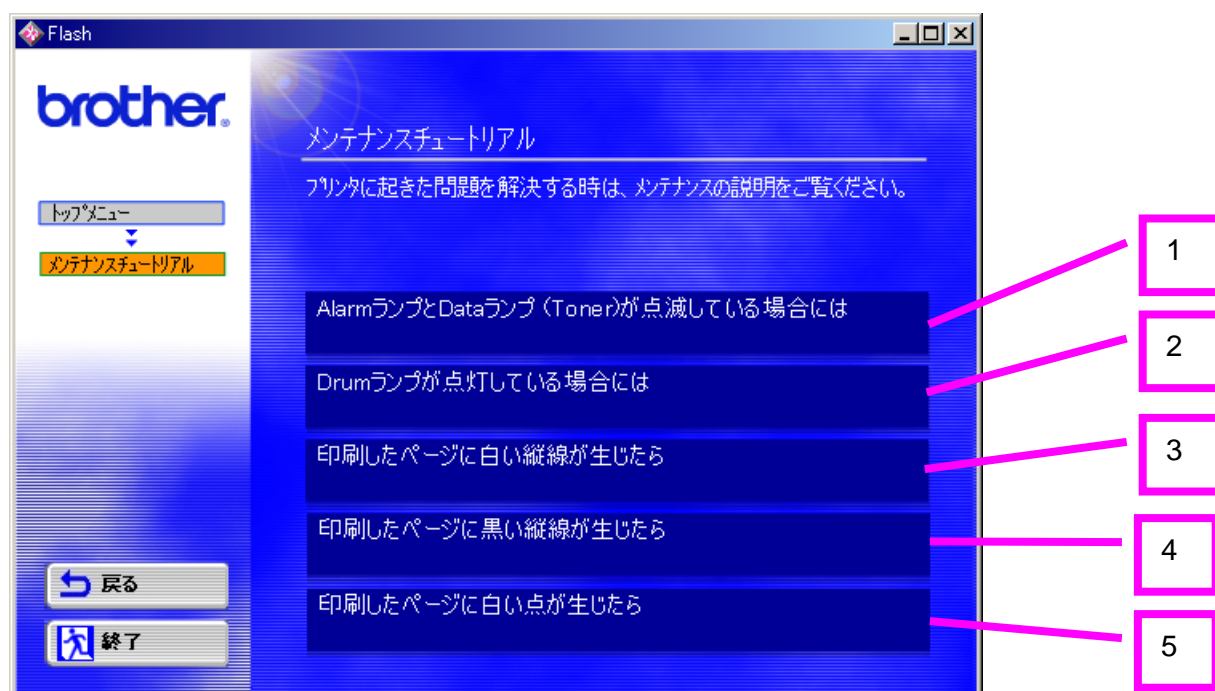 Flash
brother.
メンテナンスチュートリアル
プリンタに起きた問題を解決する時は、メンテナンスの説明をご覧ください。
トップメニュー
メンテナンスチュートリアル
AlarmランプとDataランプ（Toner)が点滅している場合には
1
Drumランプが点灯している場合には
2
印刷したページに白い縦線が生じたら
3
印刷したページに黒い縦線が生じたら
4
印刷したページに白い点が生じたら
5
戻る
終了